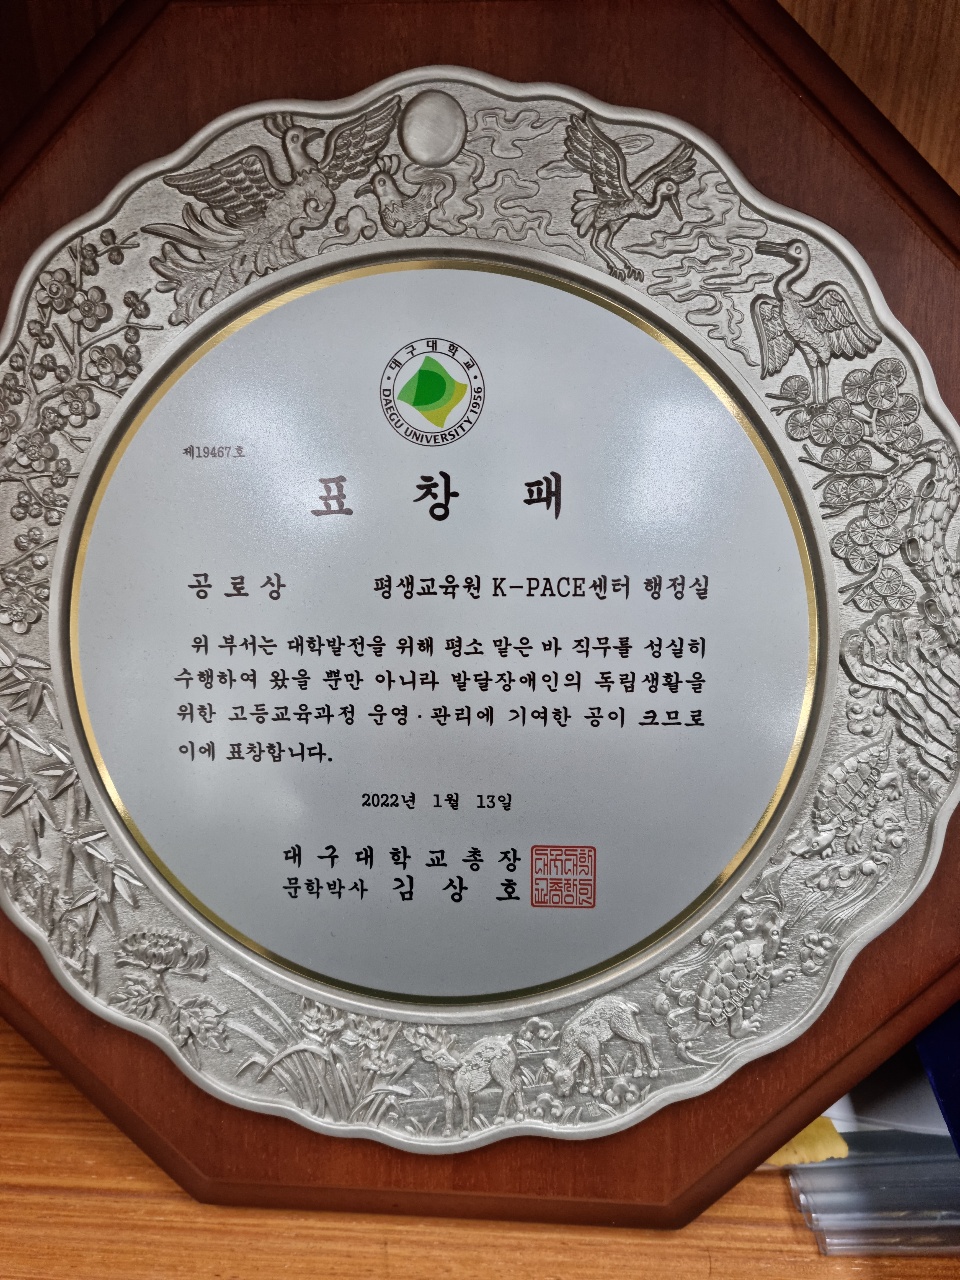 대구대학교
DAEGU UNIVERSITY 1956
제19467호
표 창 패
공로상 평생교육원 K-PACE센터 행정실
위 부서는 대학발전을 위해 평소 맡은 바 직무를 성실히
수행하여 왔을 뿐만 아니라 발달장애인의 독립생활을
위한 고등교육과정 운영·관리에 기여한 공이 크므로
이에 표창합니다.
2022년 1월 13일
대구대학교총장
문학박사 김상호